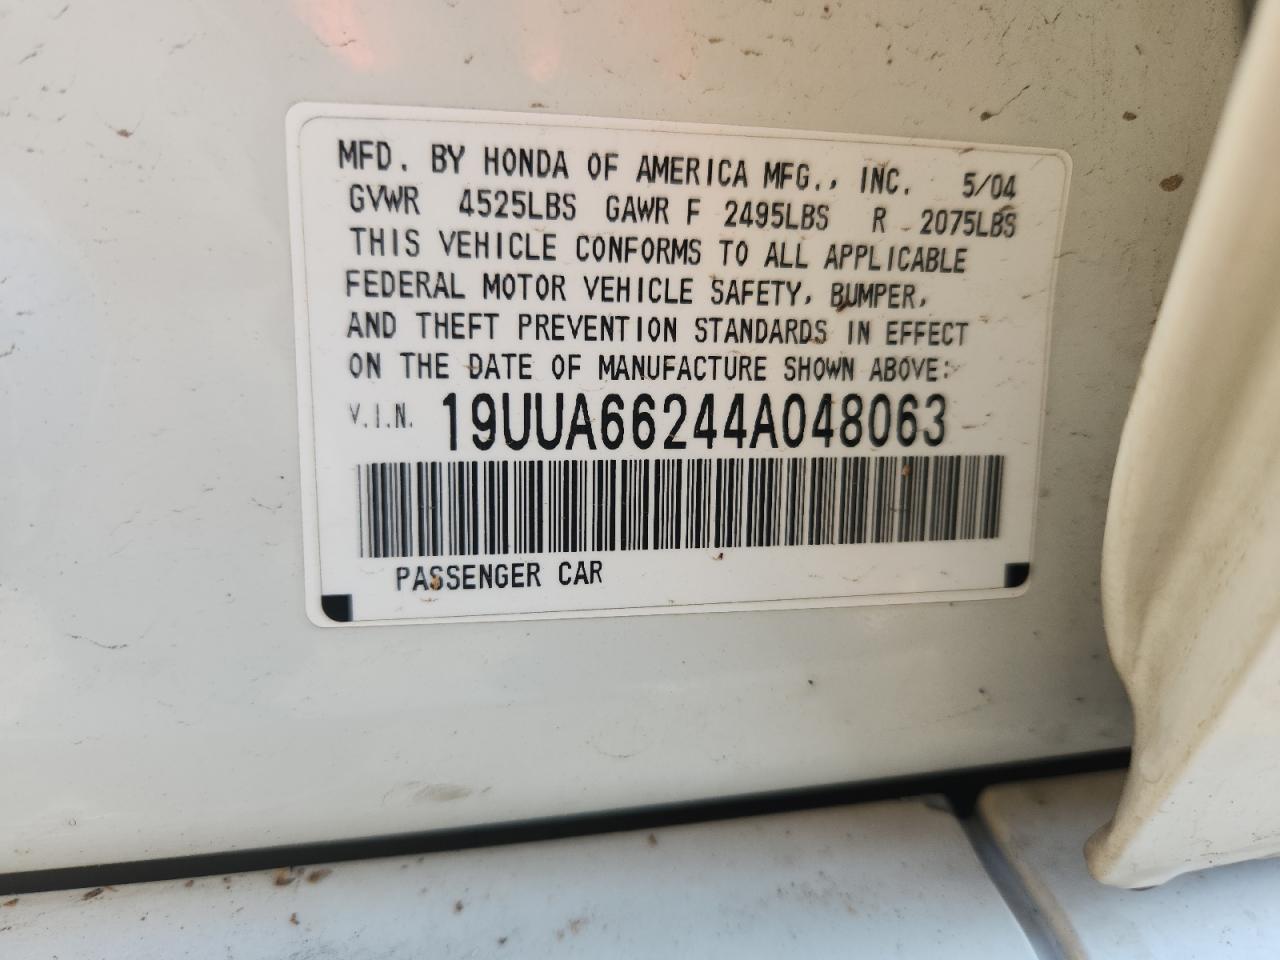 MFD. BY HONDA OF AMERICA MFG., INC. 5/04
GVWR 4525LBS GAWR F 2495LBS R 2075LBS
THIS VEHICLE CONFORMS TO ALL APPLICABLE
FEDERAL MOTOR VEHICLE SAFETY, BUMPER,
AND THEFT PREVENTION STANDARDS IN EFFECT
ON THE DATE OF MANUFACTURE SHOWN ABOVE:
V.I.N. 19UUA66244A048063
PASSENGER CAR